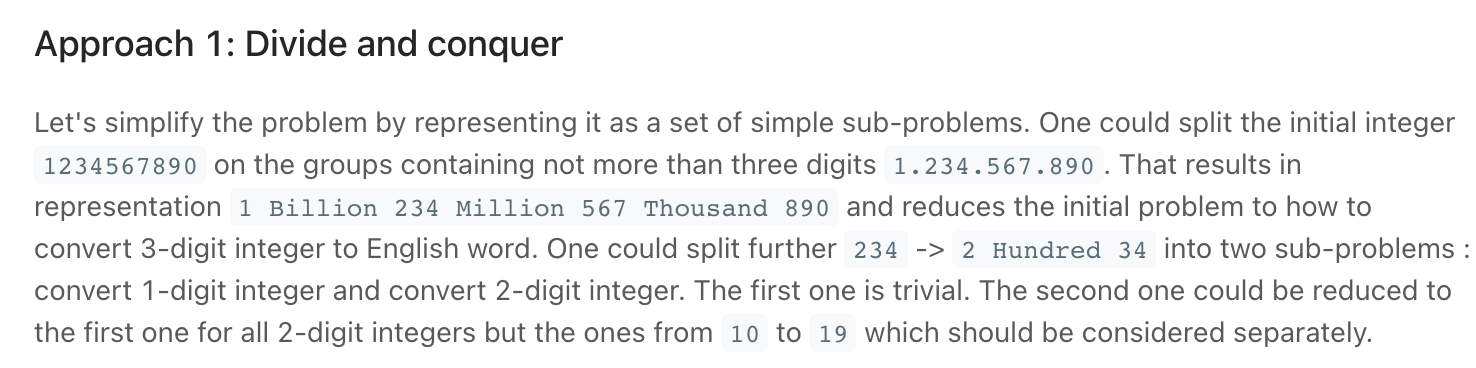 Approach 1: Divide and conquer
Let's simplify the problem by representing it as a set of simple sub-problems. One could split the initial integer
1234567890 on the groups containing not more than three digits 1.234.567.890. That results in
representation 1 Billion 234 Million 567 Thousand 890 and reduces the initial problem to how to
convert 3-digit integer to English word. One could split further 234 -> 2 Hundred 34 into two sub-problems :
convert 1-digit integer and convert 2-digit integer. The first one is trivial. The second one could be reduced to
the first one for all 2-digit integers but the ones from 10 to 19 which should be considered separately.